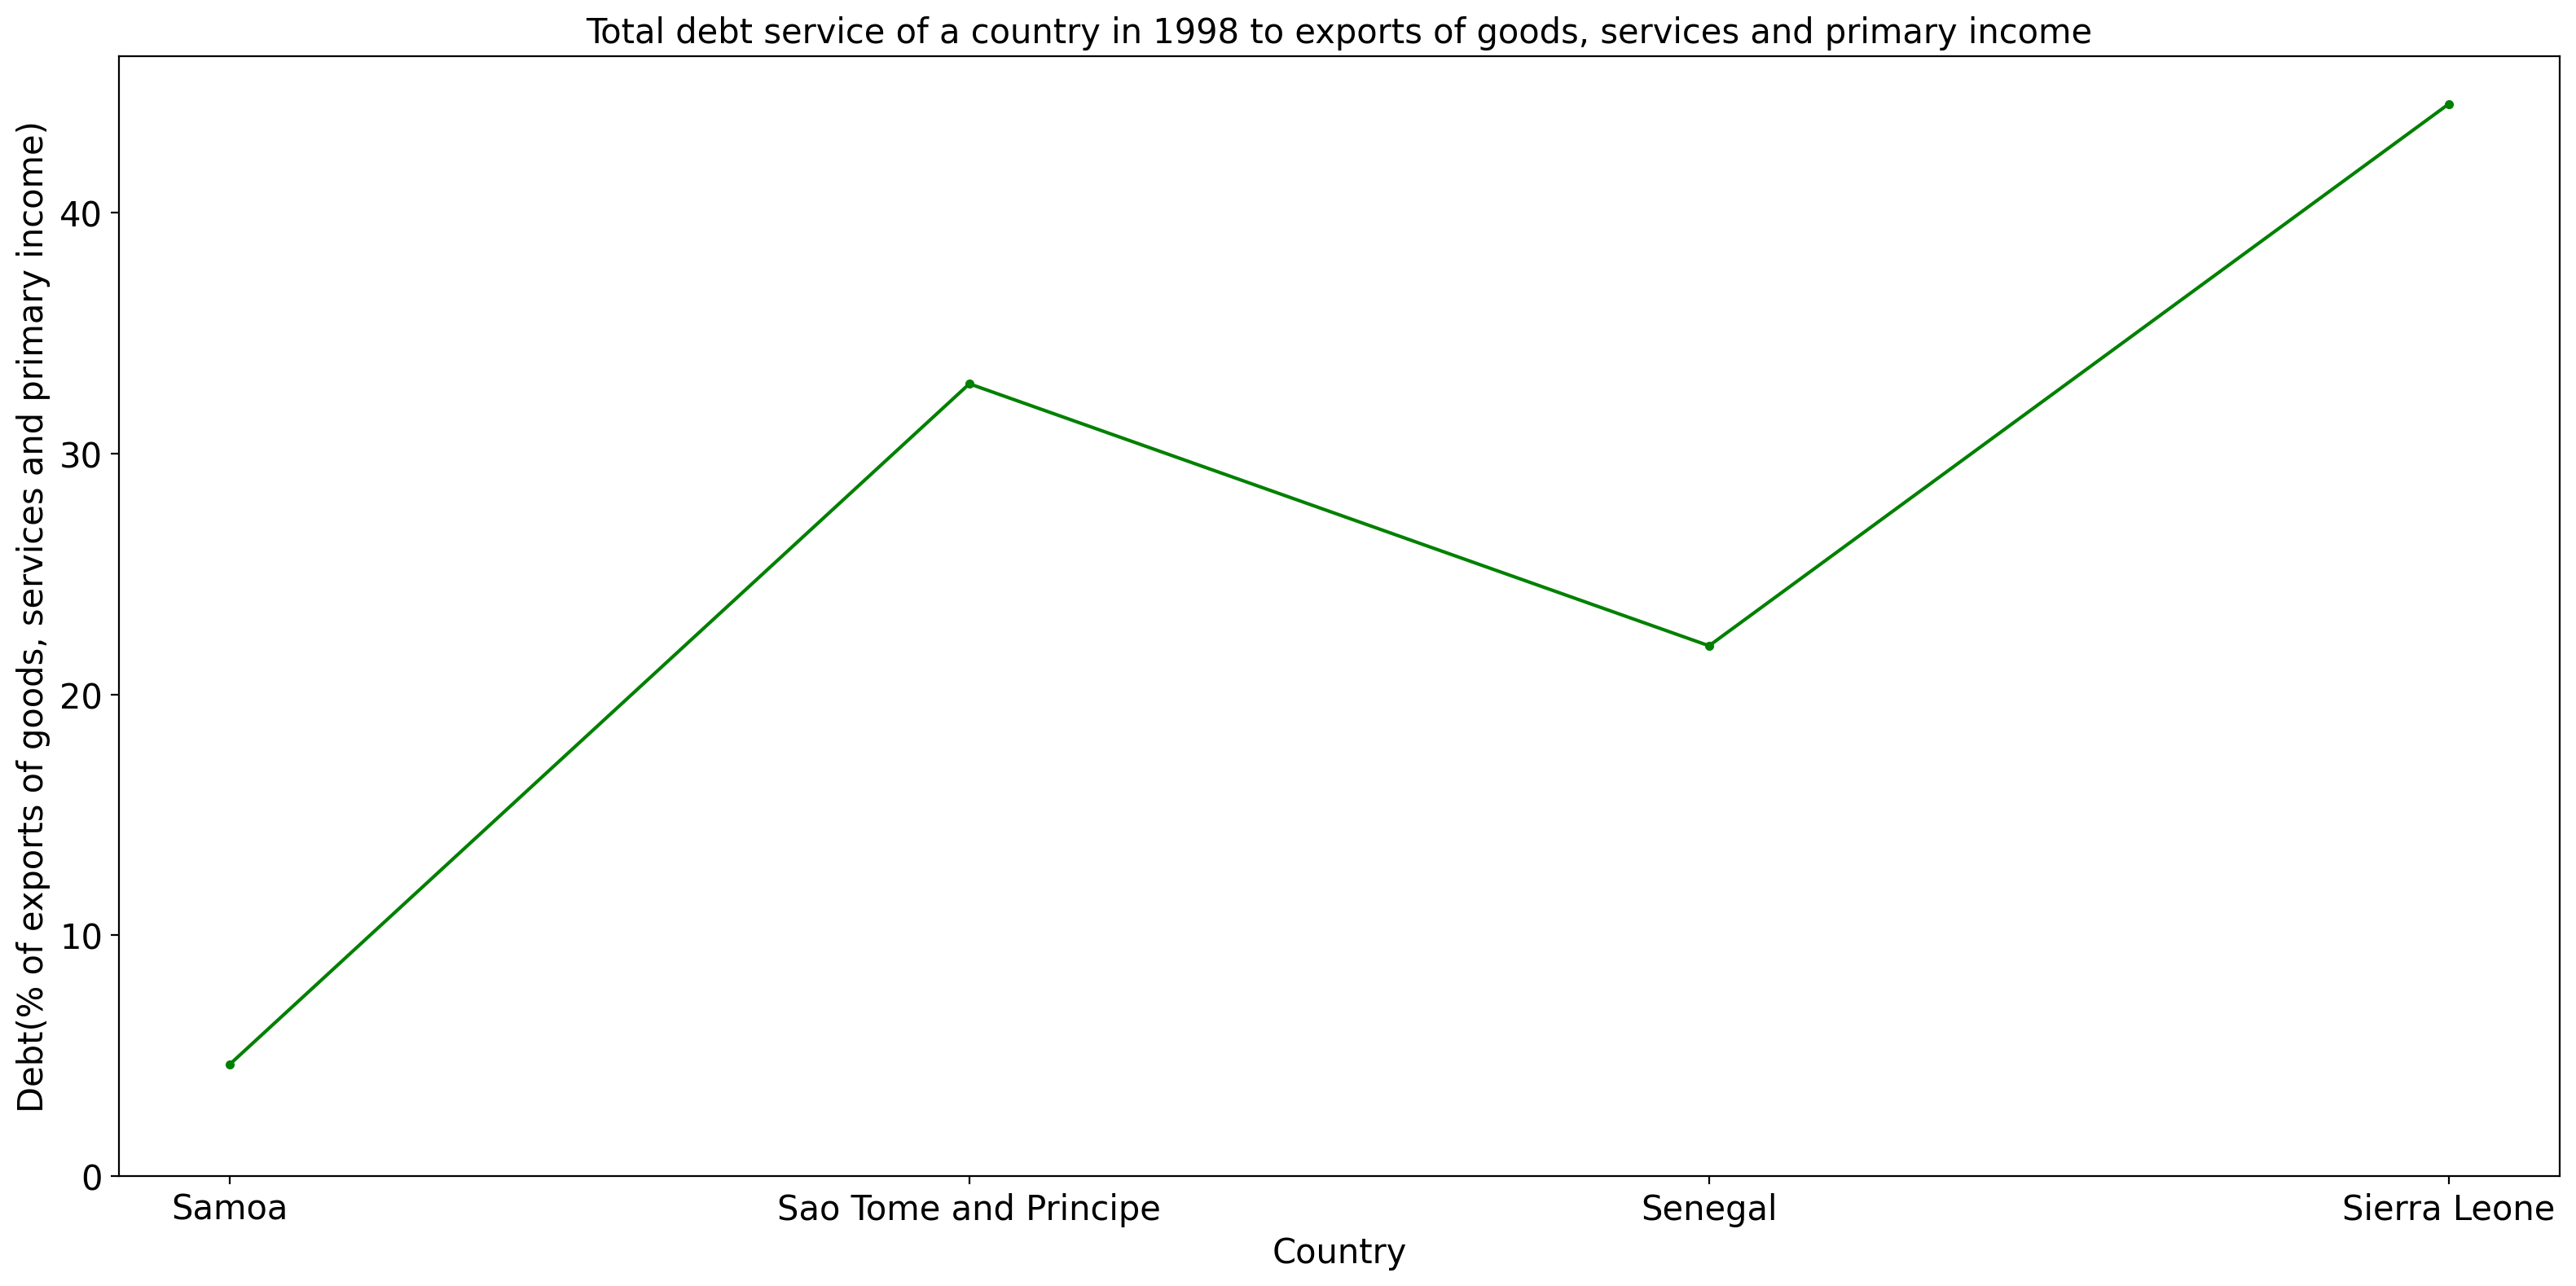 Total debt service of a country in 1998 to exports of goods, services and primary income
Debt(% of exports of goods, services and primary income)
40
30
20
10
0
Samoa
Sao Tome and Principe
Senegal
Sierra Leone
Country